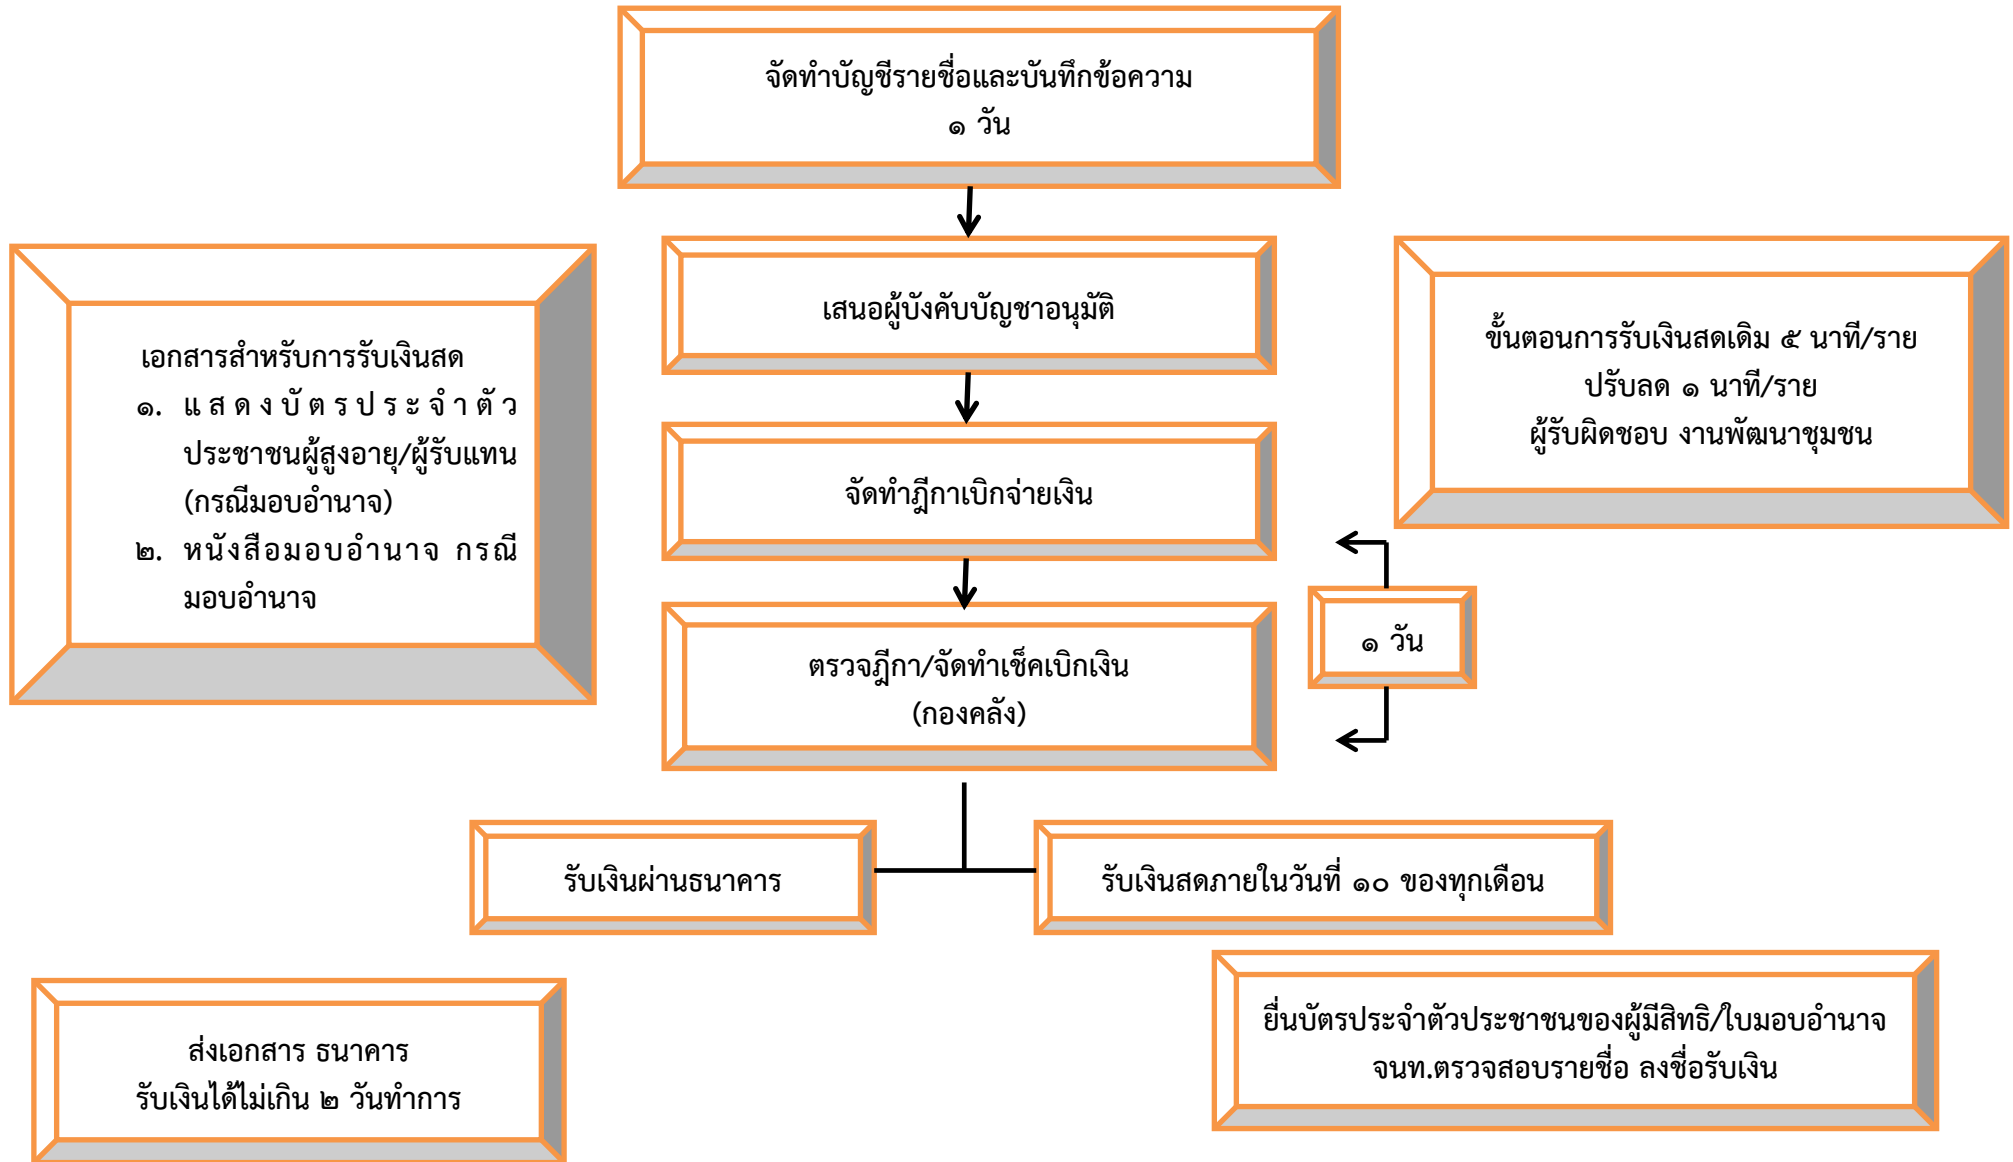 จัดทำบัญชีรายชื่อและบันทึกข้อความ
๑ วัน
เสนอผู้บังคับบัญชาอนุมัติ
เอกสารสำหรับการรับเงินสด
๑. แสดงบัตรประจำตัว
ประชาชนผู้สูงอายุ/ผู้รับแทน
(กรณีมอบอำนาจ)
๒. หนังสือมอบอำนาจ กรณี
มอบอำนาจ
ขั้นตอนการรับเงินสดเดิม ๕ นาที/ราย
ปรับลด ๑ นาที/ราย
ผู้รับผิดชอบ งานพัฒนาชุมชน
จัดทำฎีกาเบิกจ่ายเงิน
๑ วัน
ตรวจฎีกา/จัดทำเช็คเบิกเงิน
(กองคลัง)
รับเงินผ่านธนาคาร
รับเงินสดภายในวันที่ ๑๐ ของทุกเดือน
ส่งเอกสาร ธนาคาร
รับเงินได้ไม่เกิน ๒ วันทำการ
ยื่นบัตรประจำตัวประชาชนของผู้มีสิทธิ/ใบมอบอำนาจ
จนท.ตรวจสอบรายชื่อ ลงชื่อรับเงิน